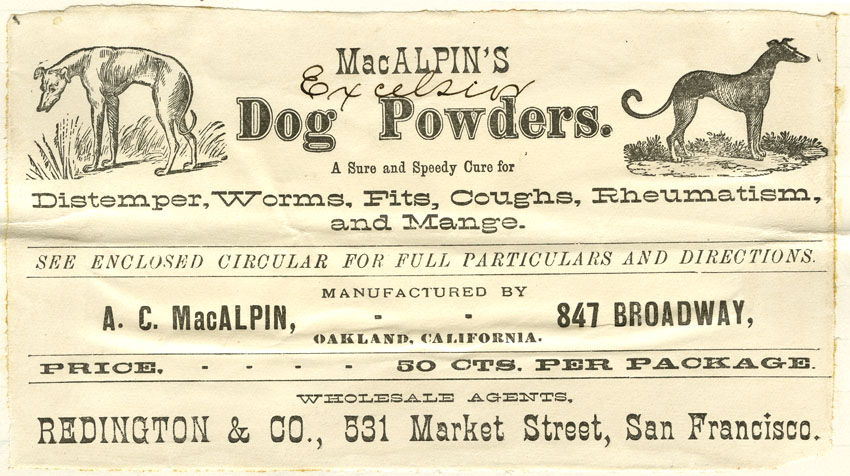 MacALPIN'S
Excelsior
Dog Powders.
A Sure and Speedy Cure for
Distemper, Worms, Fits, Coughs, Rheumatism,
and Mange.
SEE ENCLOSED CIRCULAR FOR FULL PARTICULARS AND DIRECTIONS.
MANUFACTURED BY
A. C. MacALPIN, - - 847 BROADWAY,
OAKLAND, CALIFORNIA.
PRICE, - - - - 50 CTS. PER PACKAGE.
WHOLESALE AGENTS,
REDINGTON & CO., 531 Market Street, San Francisco.